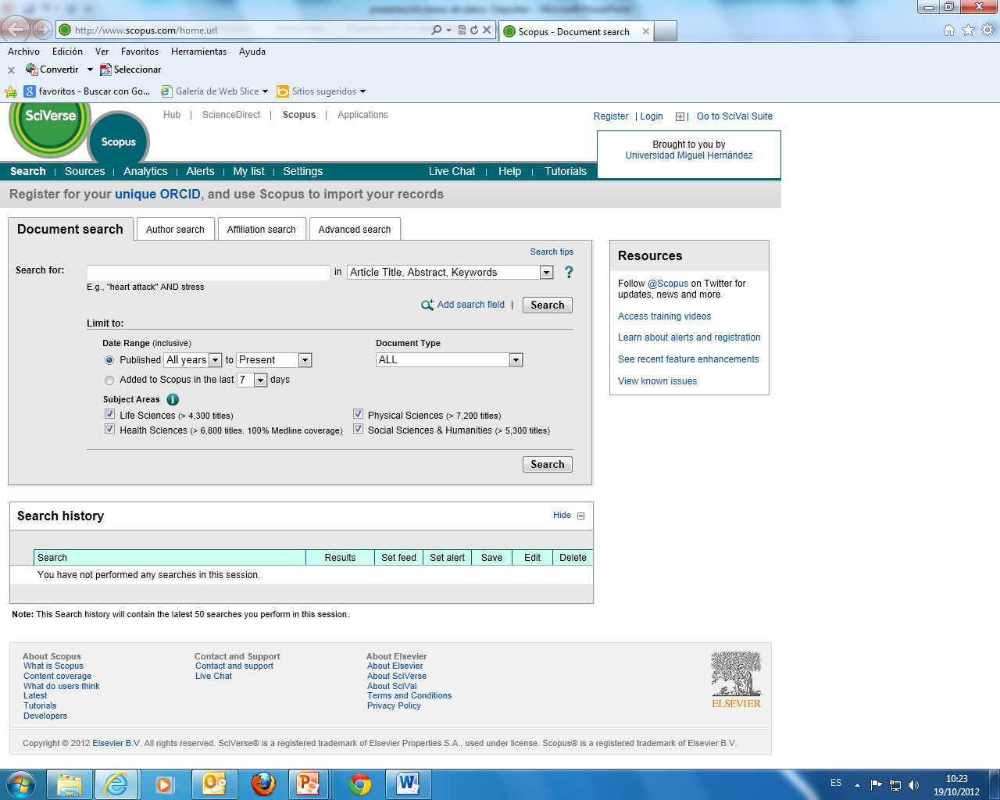 http://www.scopus.com/home.url
Scopus - Document search
Archivo Edición Ver Favoritos Herramientas Ayuda
x Convertir Seleccionar
favoritos - Buscar con Go... Galería de Web Slice Sitios sugeridos
SciVerse
Scopus
Hub | ScienceDirect | Scopus | Applications
Register | Login | Go to SciVal Suite
Brought to you by
Universidad Miguel Hernández
Search | Sources | Analytics | Alerts | My list | Settings Live Chat | Help | Tutorials
Register for your unique ORCID, and use Scopus to import your records
Document search Author search Affiliation search Advanced search
Search tips
Search for: in Article Title, Abstract, Keywords ?
E.g., "heart attack" AND stress
Add search field | Search
Limit to:
Date Range (inclusive) Document Type
Published All years to Present ALL
Added to Scopus in the last 7 days
Subject Areas i
Life Sciences (> 4,300 titles) Physical Sciences (> 7,200 titles)
Health Sciences (> 6,800 titles. 100% Medline coverage) Social Sciences & Humanities (> 5,300 titles)
Search
Resources
Follow @Scopus on Twitter for
updates, news and more
Access training videos
Learn about alerts and registration
See recent feature enhancements
View known issues
Search history Hide
Search Results Set feed Set alert Save Edit Delete
You have not performed any searches in this session.
Note: This Search history will contain the latest 50 searches you perform in this session.
About Scopus
What is Scopus
Content coverage
What do users think
Latest
Tutorials
Developers
Contact and Support
Contact and support
Live Chat
About Elsevier
About Elsevier
About SciVerse
About SciVal
Terms and Conditions
Privacy Policy
ELSEVIER
Copyright © 2012 Elsevier B.V. All rights reserved. SciVerse® is a registered trademark of Elsevier Properties S.A., used under license. Scopus® is a registered trademark of Elsevier B.V.
ES 10:23
19/10/2012